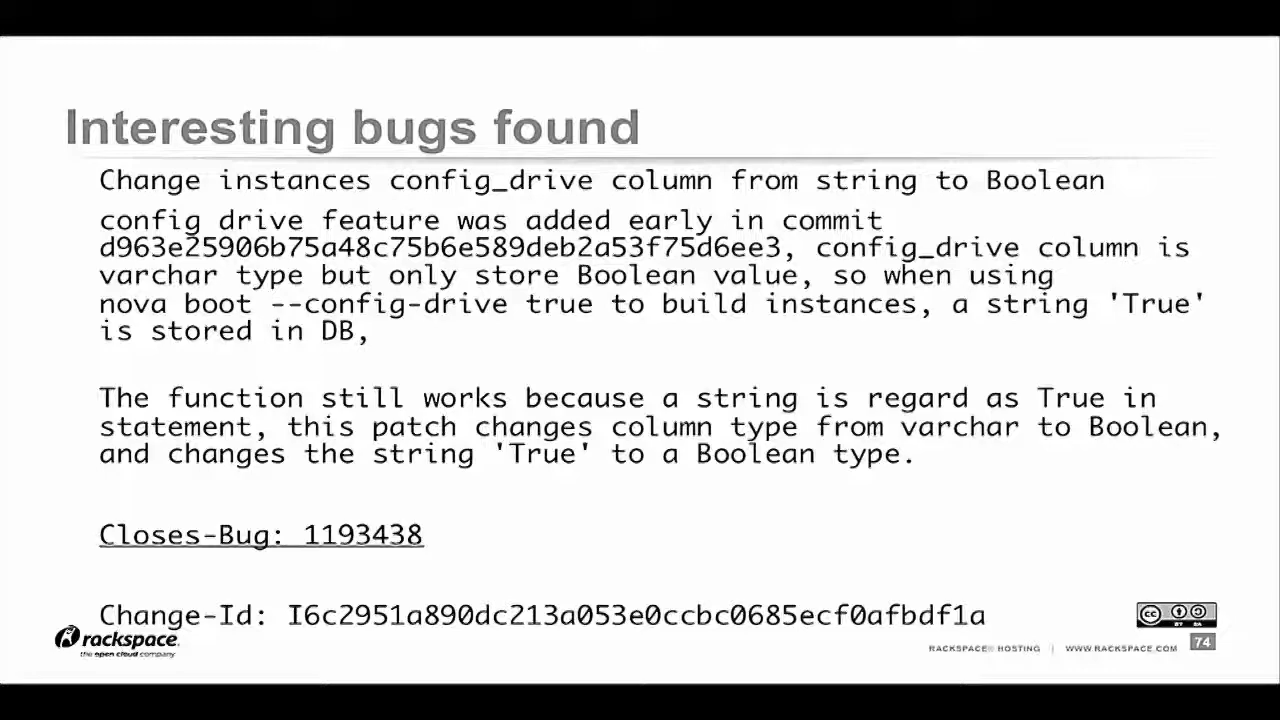 Interesting bugs found
Change instances config_drive column from string to Boolean
config drive feature was added early in commit
d963e25906b75a48c75b6e589deb2a53f75d6ee3, config_drive column is
varchar type but only store Boolean value, so when using
nova boot --config-drive true to build instances, a string 'True'
is stored in DB,
The function still works because a string is regard as True in
statement, this patch changes column type from varchar to Boolean,
and changes the string 'True' to a Boolean type.
Closes-Bug: 1193438
Change-Id: I6c2951a890dc213a053e0ccbc0685ecf0afbdf1a
rackspace.
the open cloud company
cc
BY SA
RACKSPACE® HOSTING | WWW.RACKSPACE.COM
74